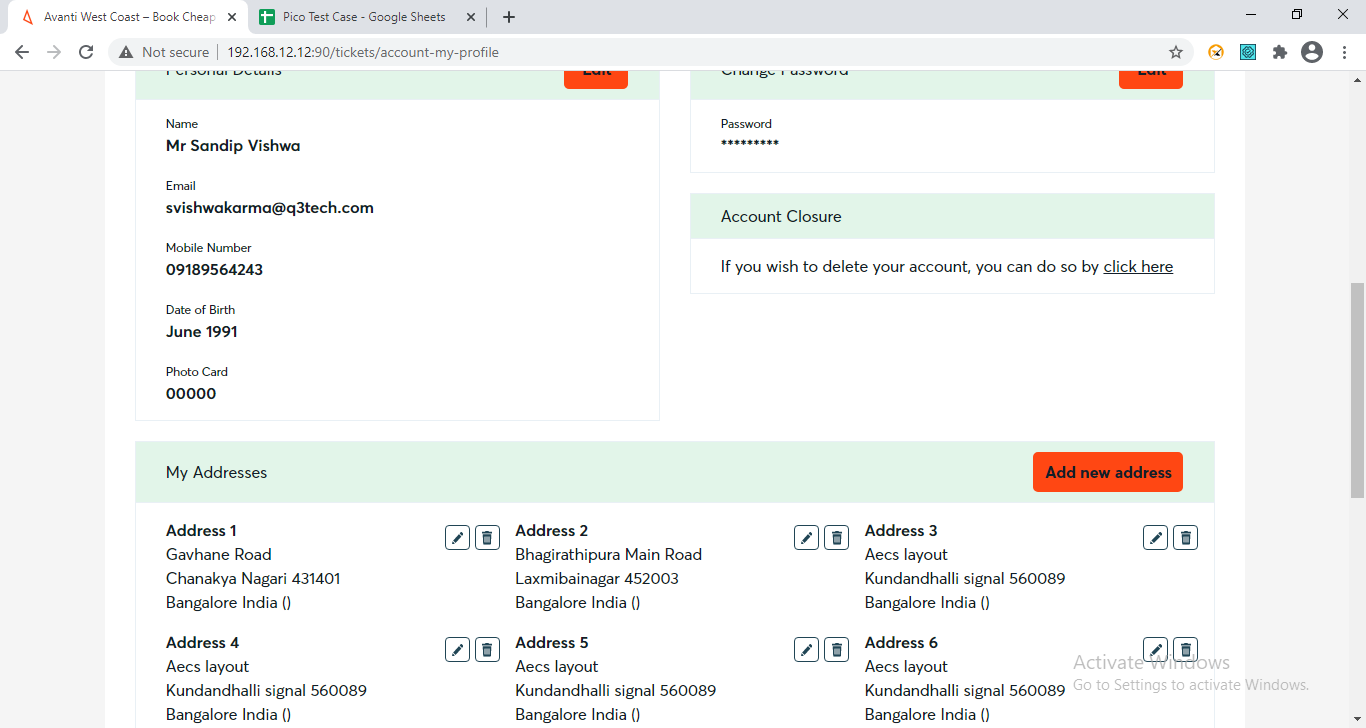 Avanti West Coast – Book Cheap
Pico Test Case - Google Sheets
Not secure
192.168.12.12:90/tickets/account-my-profile
Personal Details
Edit
Change Password
Edit
Name
Mr Sandip Vishwa
Email
svishwakarma@q3tech.com
Mobile Number
09189564243
Date of Birth
June 1991
Photo Card
00000
Password
*********
Account Closure
If you wish to delete your account, you can do so by click here
My Addresses
Add new address
Address 1
Gavhane Road
Chanakya Nagari 431401
Bangalore India ()
Address 2
Bhagirathipura Main Road
Laxmibainagar 452003
Bangalore India ()
Address 3
Aecs layout
Kundandhalli signal 560089
Bangalore India ()
Address 4
Aecs layout
Kundandhalli signal 560089
Bangalore India ()
Address 5
Aecs layout
Kundandhalli signal 560089
Bangalore India ()
Address 6
Aecs layout
Kundandhalli signal 560089
Bangalore India ()
Activate Windows
Go to Settings to activate Windows.